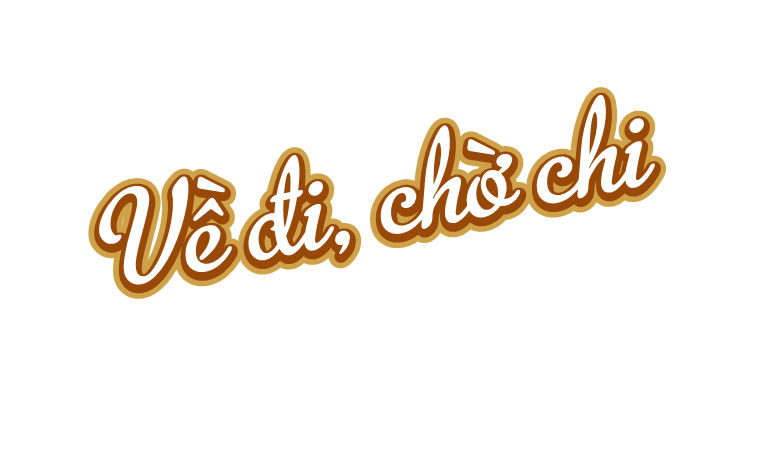 Về đi, chờ chi